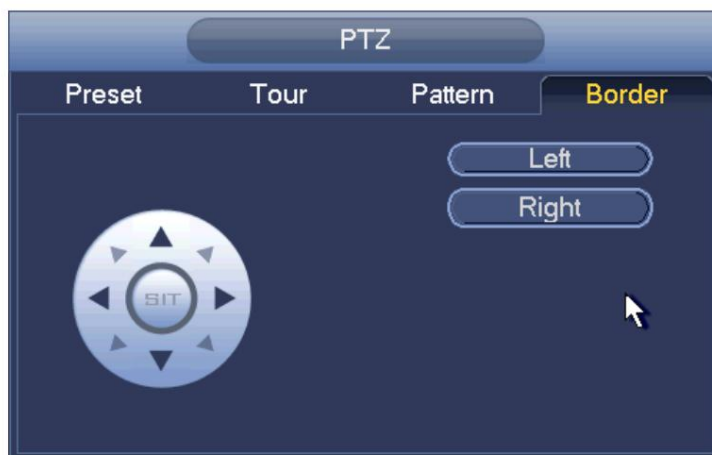 PTZ
Preset Tour Pattern Border
Left
Right
SIT